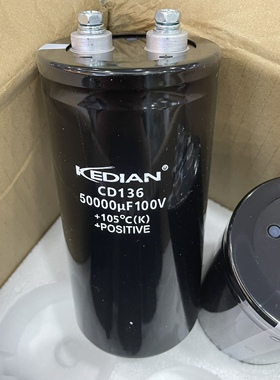 KEDIAN
CD136
50000μF100V
+105°C(K)
+POSITIVE